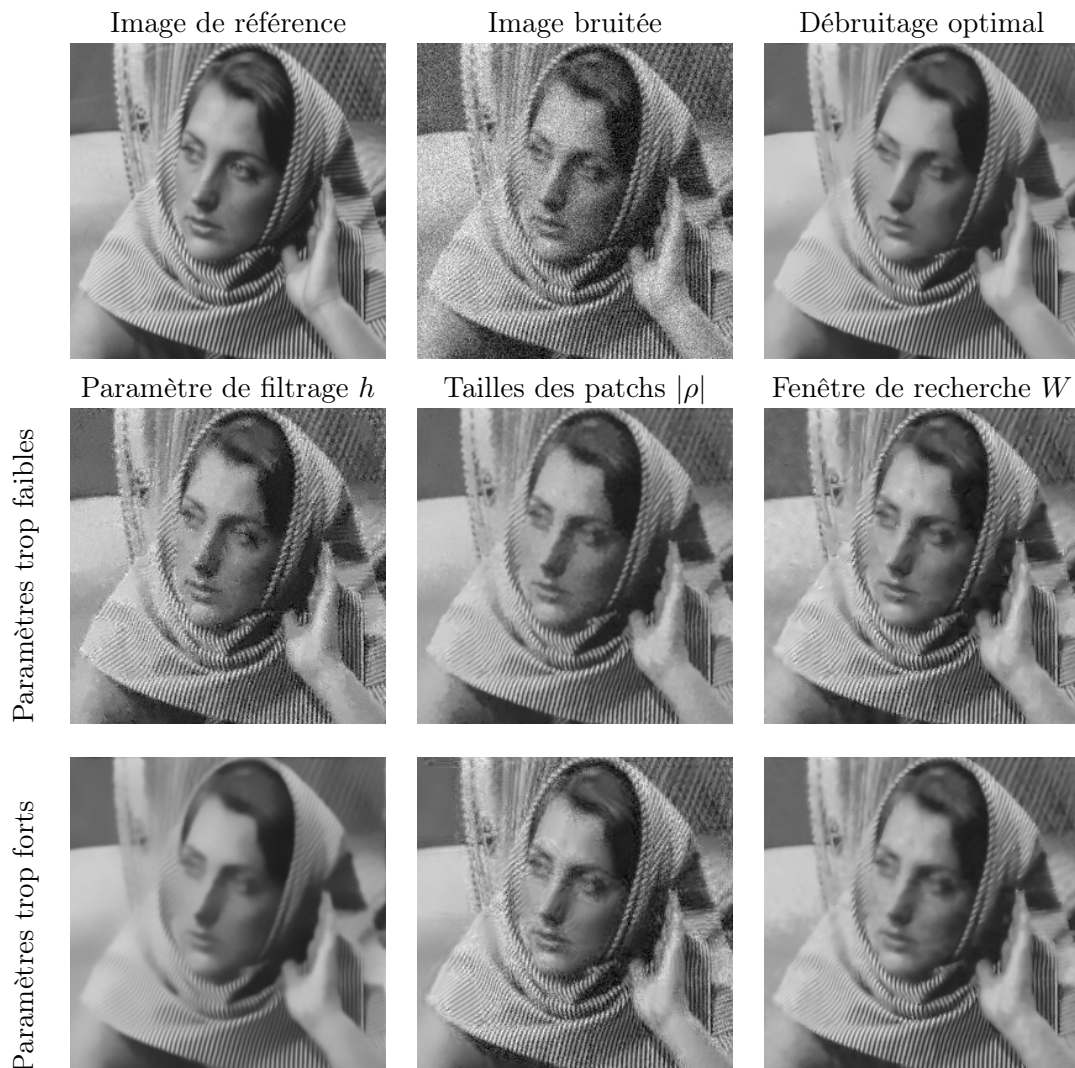 Image de référence
Image bruitée
Débruitage optimal
Paramètre de filtrage h
Tailles des patchs |ρ|
Fenêtre de recherche W
Paramètres trop faibles
Paramètres trop forts